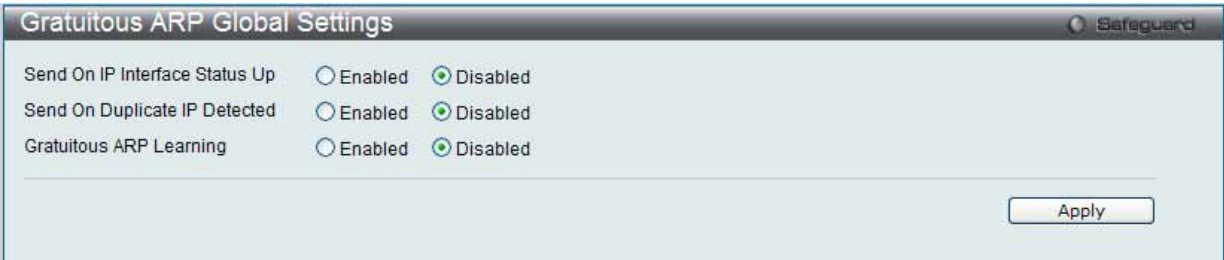 Gratuitous ARP Global Settings Safeguard
Send On IP Interface Status Up Enabled Disabled
Send On Duplicate IP Detected Enabled Disabled
Gratuitous ARP Learning Enabled Disabled
Apply